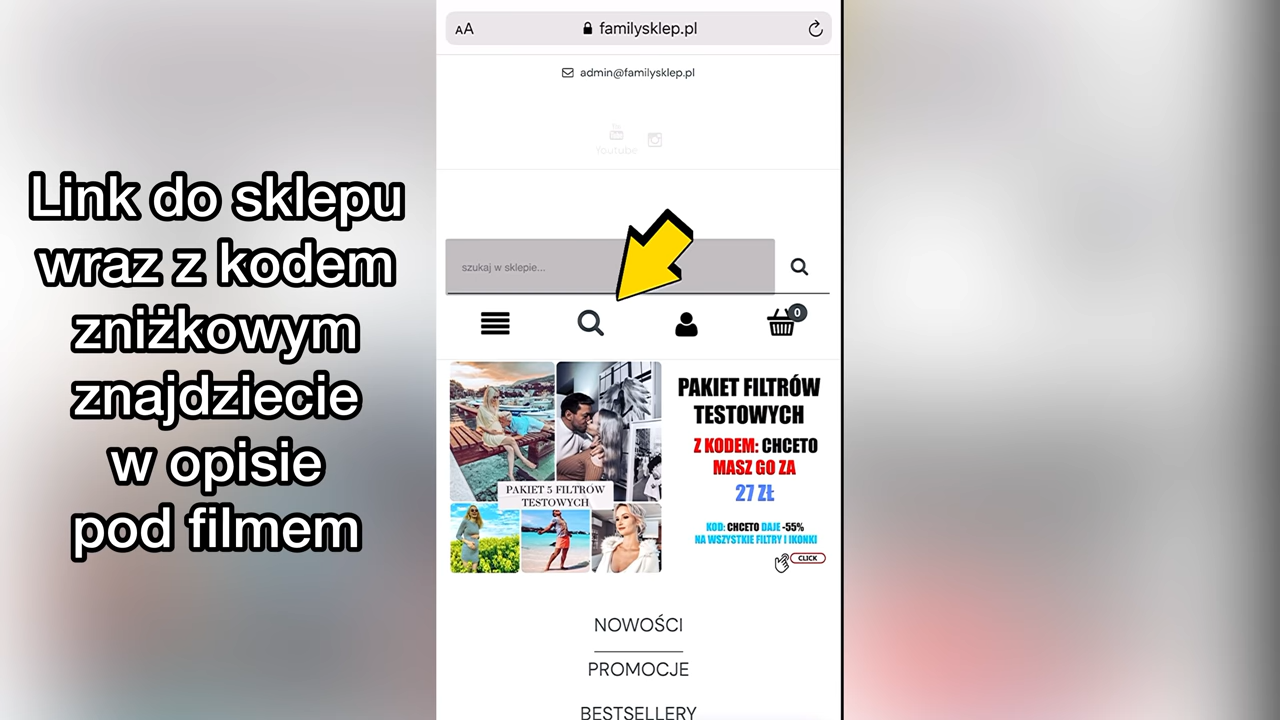 Link do sklepu
wraz z kodem
zniżkowym
znajdziecie
w opisie
pod filmem
AA
familysklep.pl
admin@familysklep.pl
You
Tube
Youtube
szukaj w sklepie...
0
PAKIET 5 FILTRÓW
TESTOWYCH
PAKIET FILTRÓW
TESTOWYCH
Z KODEM: CHCETO
MASZ GO ZA
27 ZŁ
KOD: CHCETO DAJE -55%
NA WSZYSTKIE FILTRY I IKONKI
CLICK
NOWOŚCI
PROMOCJE
BESTSELLERY